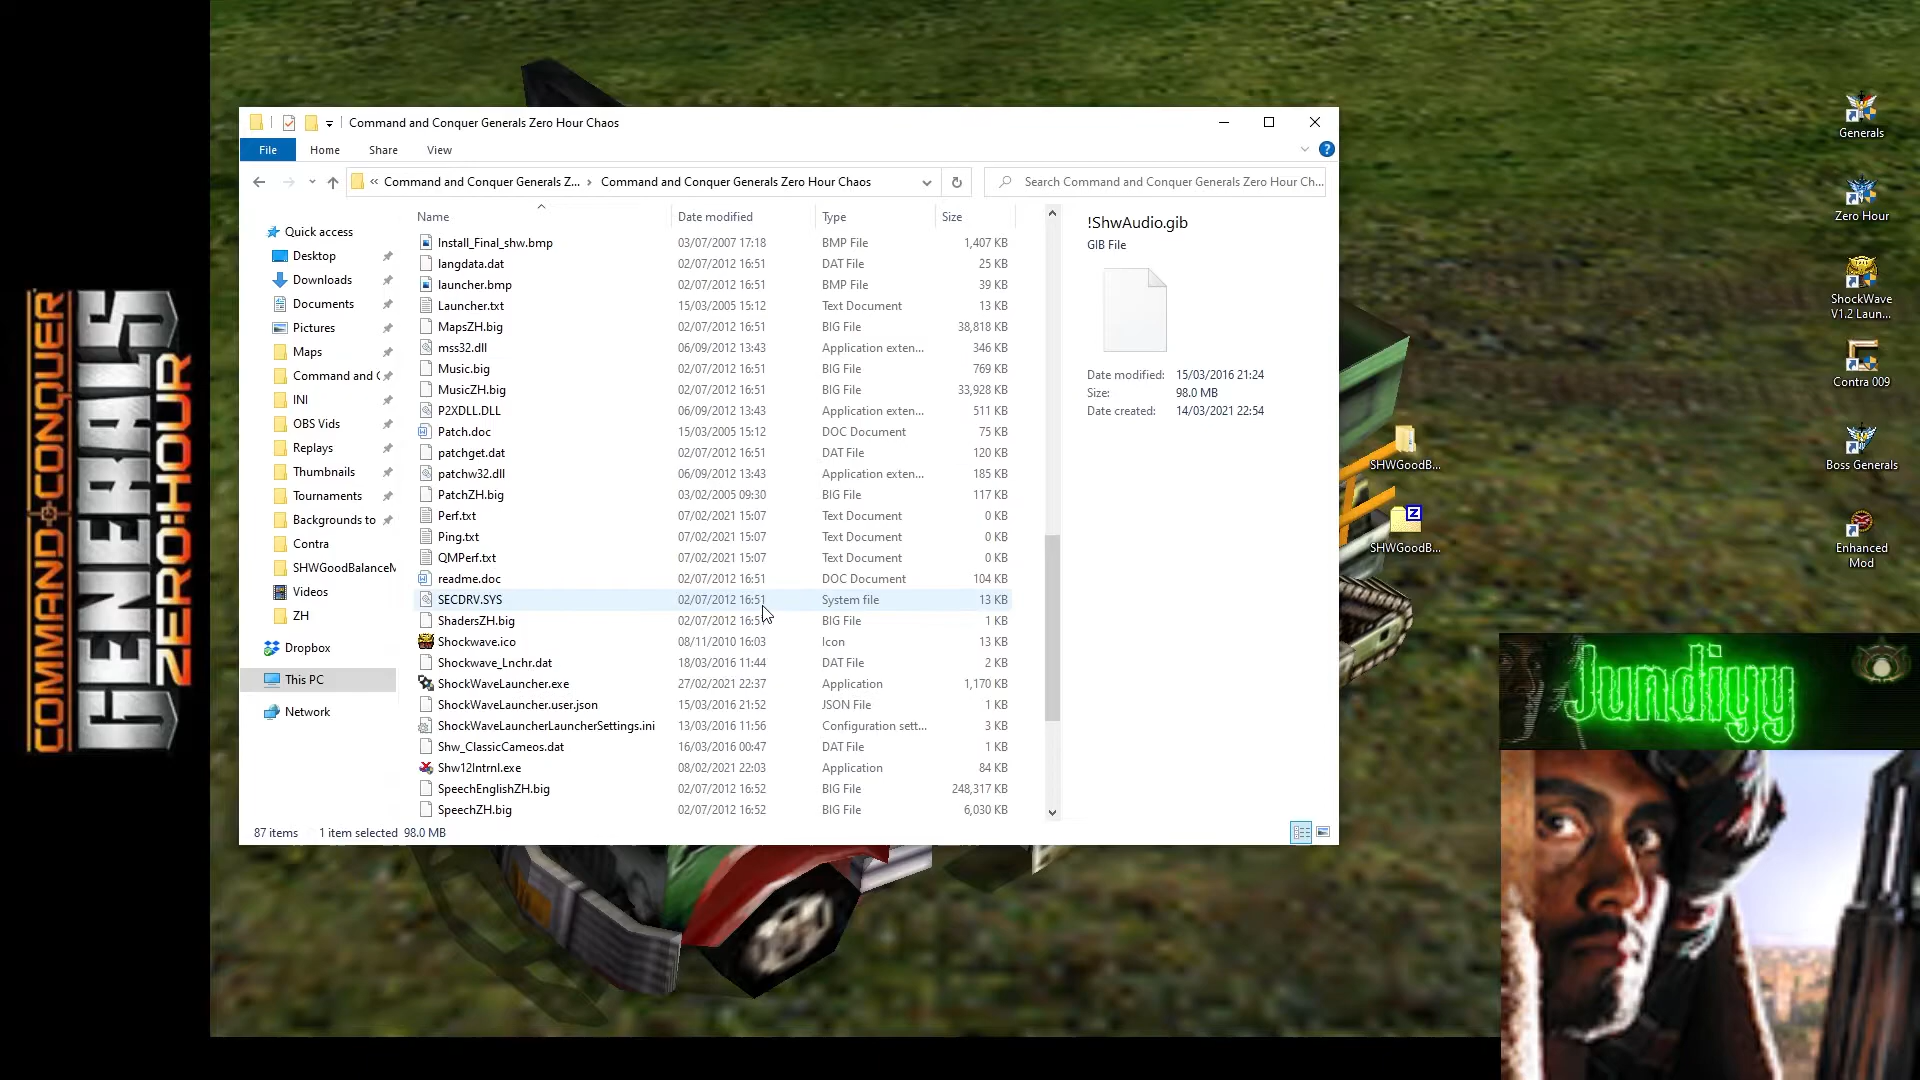 COMMAND AND CONQUER
GENERALS
ZERO:HOUR
Command and Conquer Generals Zero Hour Chaos
File
Home
Share
View
« Command and Conquer Generals Z... › Command and Conquer Generals Zero Hour Chaos
Search Command and Conquer Generals Zero Hour Ch...
Quick access
Desktop
Downloads
Documents
Pictures
Maps
Command and C
INI
OBS Vids
Replays
Thumbnails
Tournaments
Backgrounds to
Contra
SHWGoodBalanceM
Videos
ZH
Dropbox
This PC
Network
Name Date modified Type Size
Install_Final_shw.bmp 03/07/2007 17:18 BMP File 1,407 KB
langdata.dat 02/07/2012 16:51 DAT File 25 KB
launcher.bmp 02/07/2012 16:51 BMP File 39 KB
Launcher.txt 15/03/2005 15:12 Text Document 13 KB
MapsZH.big 02/07/2012 16:51 BIG File 38,818 KB
mss32.dll 06/09/2012 13:43 Application exten... 346 KB
Music.big 02/07/2012 16:51 BIG File 769 KB
MusicZH.big 02/07/2012 16:51 BIG File 33,928 KB
P2XDLL.DLL 06/09/2012 13:43 Application exten... 511 KB
Patch.doc 15/03/2005 15:12 DOC Document 75 KB
patchget.dat 02/07/2012 16:51 DAT File 120 KB
patchw32.dll 06/09/2012 13:43 Application exten... 185 KB
PatchZH.big 03/02/2005 09:30 BIG File 117 KB
Perf.txt 07/02/2021 15:07 Text Document 0 KB
Ping.txt 07/02/2021 15:07 Text Document 0 KB
QMPerf.txt 07/02/2021 15:07 Text Document 0 KB
readme.doc 02/07/2012 16:51 DOC Document 104 KB
SECDRV.SYS 02/07/2012 16:51 System file 13 KB
ShadersZH.big 02/07/2012 16:51 BIG File 1 KB
Shockwave.ico 08/11/2010 16:03 Icon 13 KB
Shockwave_Lnchr.dat 18/03/2016 11:44 DAT File 2 KB
ShockWaveLauncher.exe 27/02/2021 22:37 Application 1,170 KB
ShockWaveLauncher.user.json 15/03/2016 21:52 JSON File 1 KB
ShockWaveLauncherLauncherSettings.ini 13/03/2016 11:56 Configuration sett... 3 KB
Shw_ClassicCameos.dat 16/03/2016 00:47 DAT File 1 KB
Shw12Intrnl.exe 08/02/2021 22:03 Application 84 KB
SpeechEnglishZH.big 02/07/2012 16:52 BIG File 248,317 KB
SpeechZH.big 02/07/2012 16:52 BIG File 6,030 KB
!ShwAudio.gib
GIB File
Date modified: 15/03/2016 21:24
Size: 98.0 MB
Date created: 14/03/2021 22:54
87 items 1 item selected 98.0 MB
SHWGoodB...
Z
SHWGoodB...
Generals
Zero Hour
ShockWave
V1.2 Laun...
Contra 009
Boss Generals
Enhanced
Mod
Jundiyy